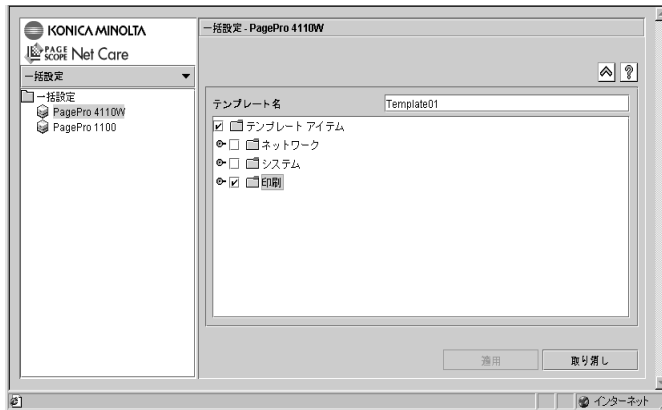 KONICA MINOLTA
PAGE SCOPE Net Care
一括設定
一括設定
PagePro 4110W
PagePro 1100
一括設定 - PagePro 4110W
?
テンプレート名
Template01
テンプレート アイテム
ネットワーク
システム
印刷
適用
取り消し
インターネット